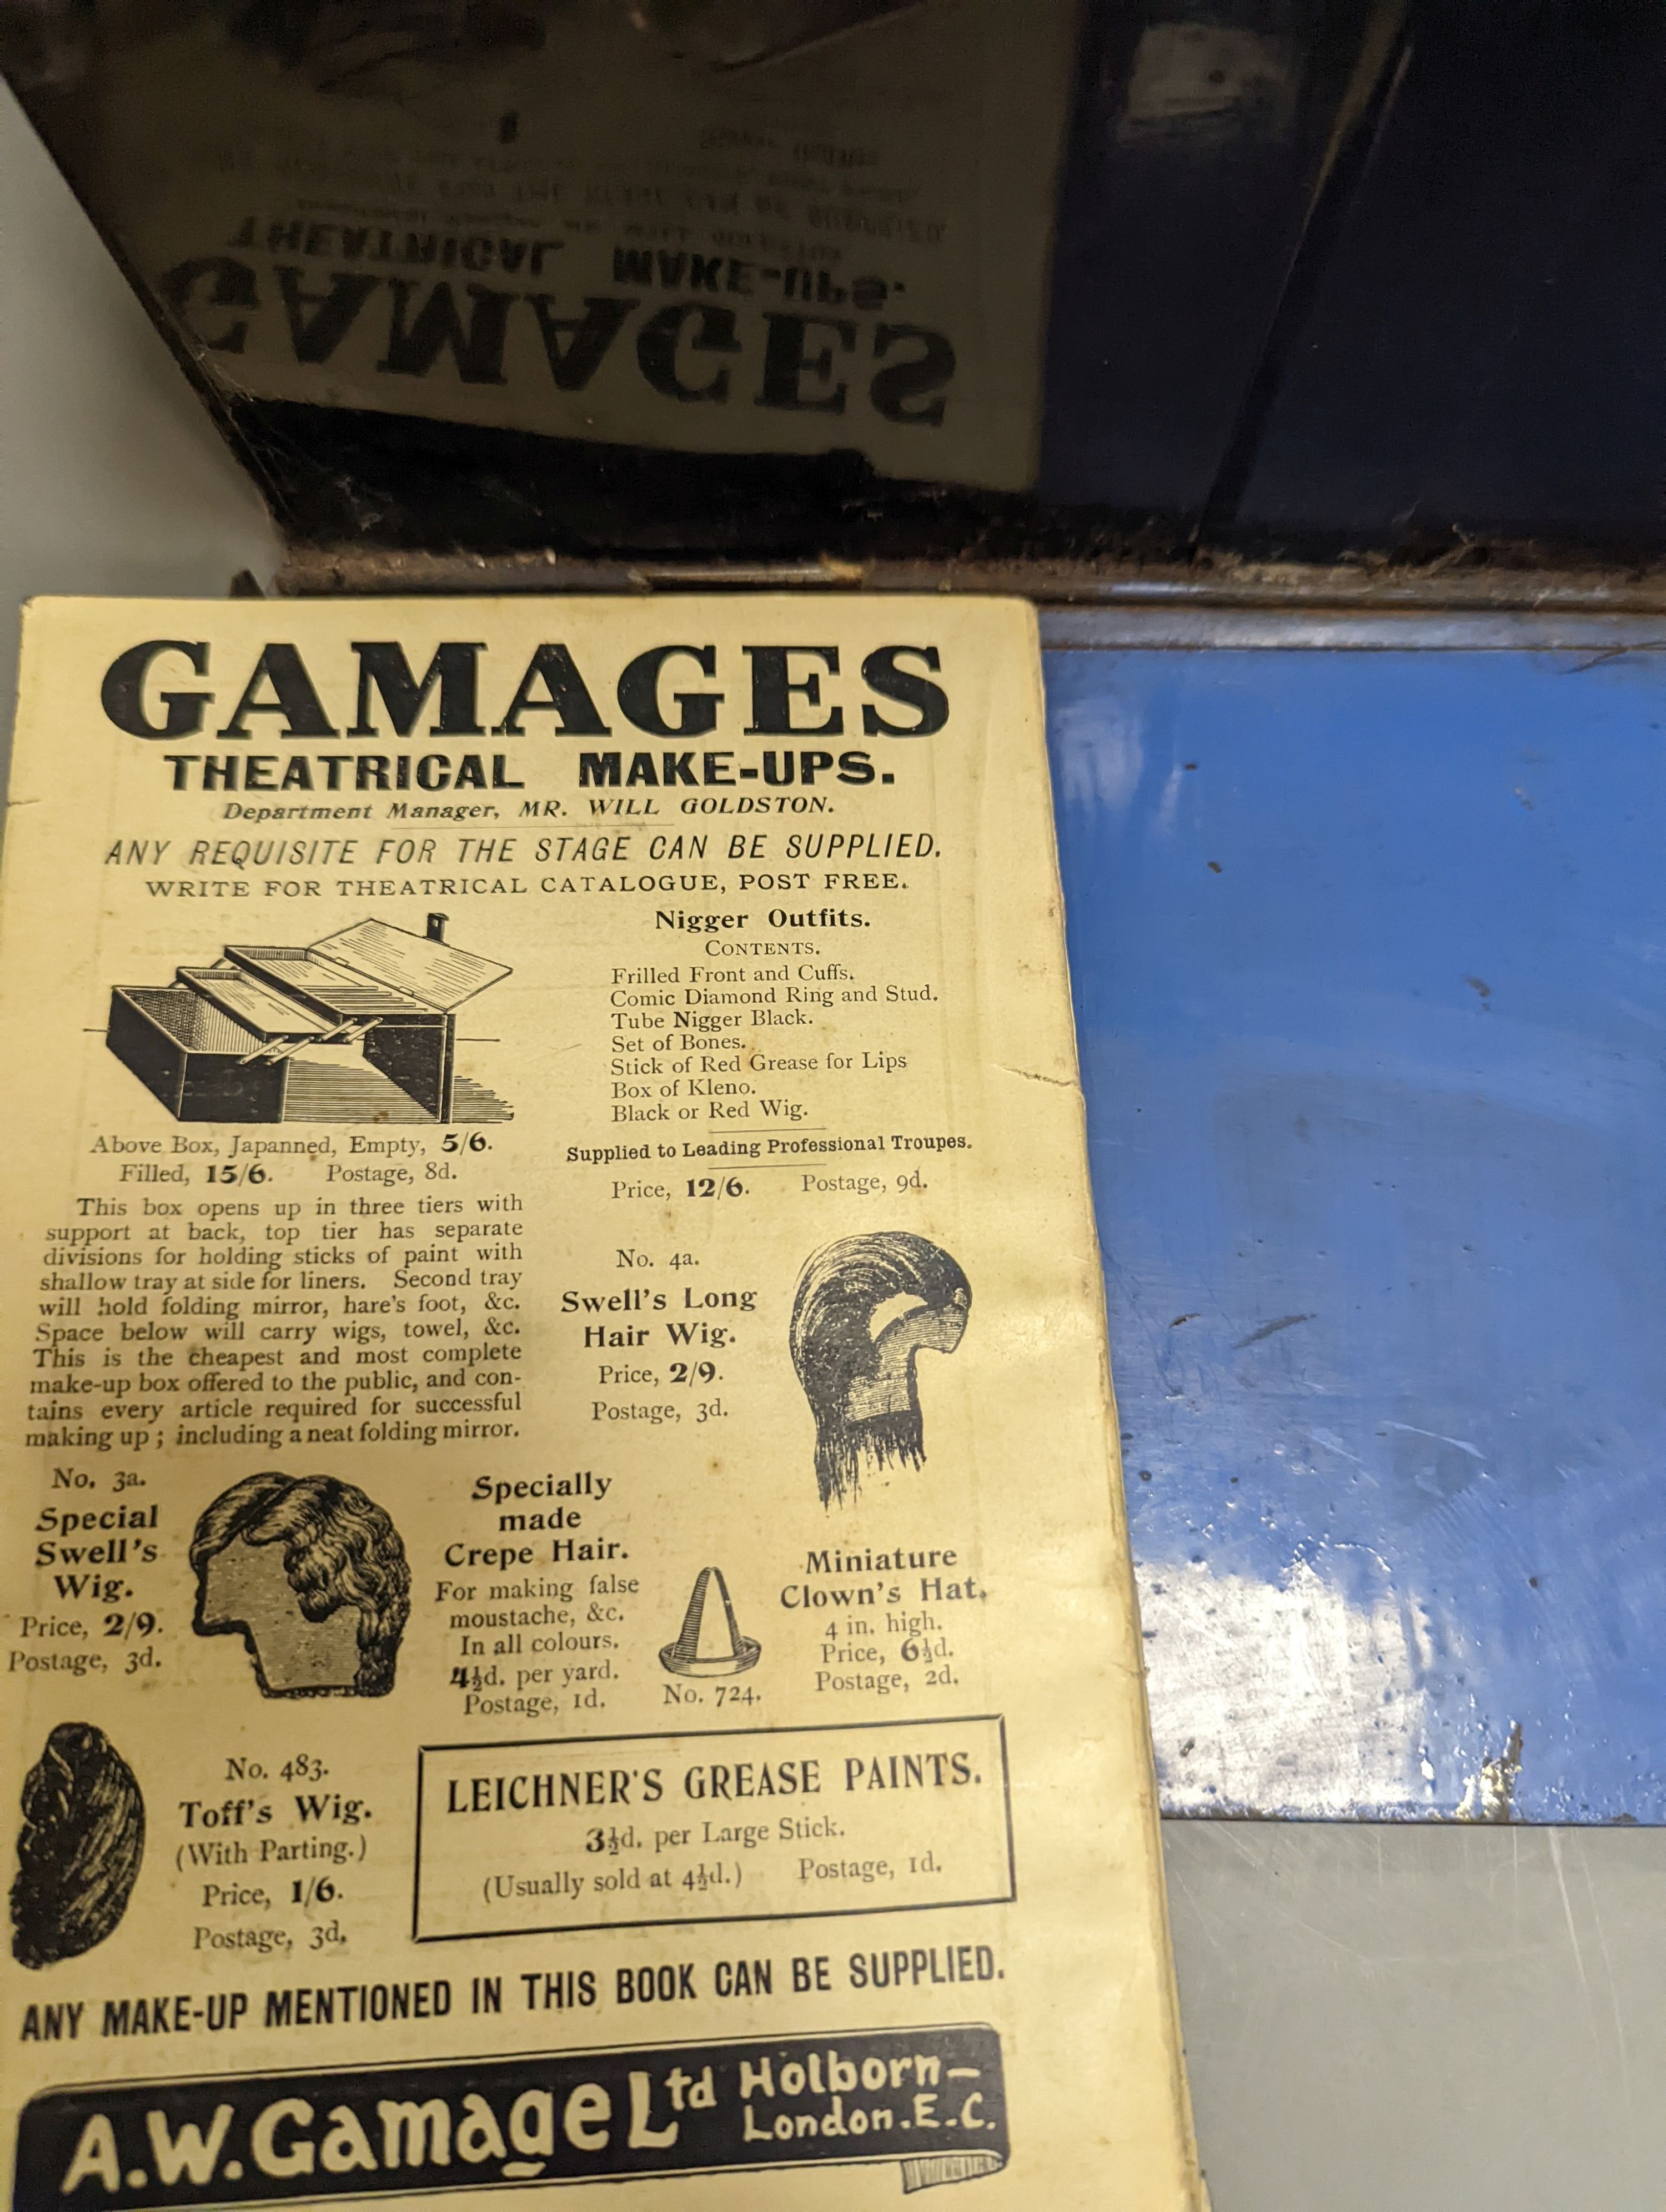 GAMAGES
THEATRICAL MAKE-UPS.
Department Manager, MR. WILL GOLDSTON.
ANY REQUISITE FOR THE STAGE CAN BE SUPPLIED.
WRITE FOR THEATRICAL CATALOGUE, POST FREE.
Above Box, Japanned, Empty, 5/6.
Filled, 15/6. Postage, 8d.
This box opens up in three tiers with
support at back, top tier has separate
divisions for holding sticks of paint with
shallow tray at side for liners. Second tray
will hold folding mirror, hare's foot, &c.
Space below will carry wigs, towel, &c.
This is the cheapest and most complete
make-up box offered to the public, and con-
tains every article required for successful
making up; including a neat folding mirror.
Nigger Outfits.
CONTENTS.
Frilled Front and Cuffs.
Comic Diamond Ring and Stud.
Tube Nigger Black.
Set of Bones.
Stick of Red Grease for Lips
Box of Kleno.
Black or Red Wig.
Supplied to Leading Professional Troupes.
Price, 12/6. Postage, 9d.
No. 4a.
Swell's Long
Hair Wig.
Price, 2/9.
Postage, 3d.
No. 3a.
Special
Swell's
Wig.
Price, 2/9.
Postage, 3d.
Specially
made
Crepe Hair.
For making false
moustache, &c.
In all colours.
4½d. per yard.
Postage, 1d.
No. 724.
Miniature
Clown's Hat.
4 in. high.
Price, 6½d.
Postage, 2d.
No. 483.
Toff's Wig.
(With Parting.)
Price, 1/6.
Postage, 3d.
LEICHNER'S GREASE PAINTS.
3½d. per Large Stick.
(Usually sold at 4½d.) Postage, 1d.
ANY MAKE-UP MENTIONED IN THIS BOOK CAN BE SUPPLIED.
A.W.Gamage Ltd Holborn—
London.E.C.